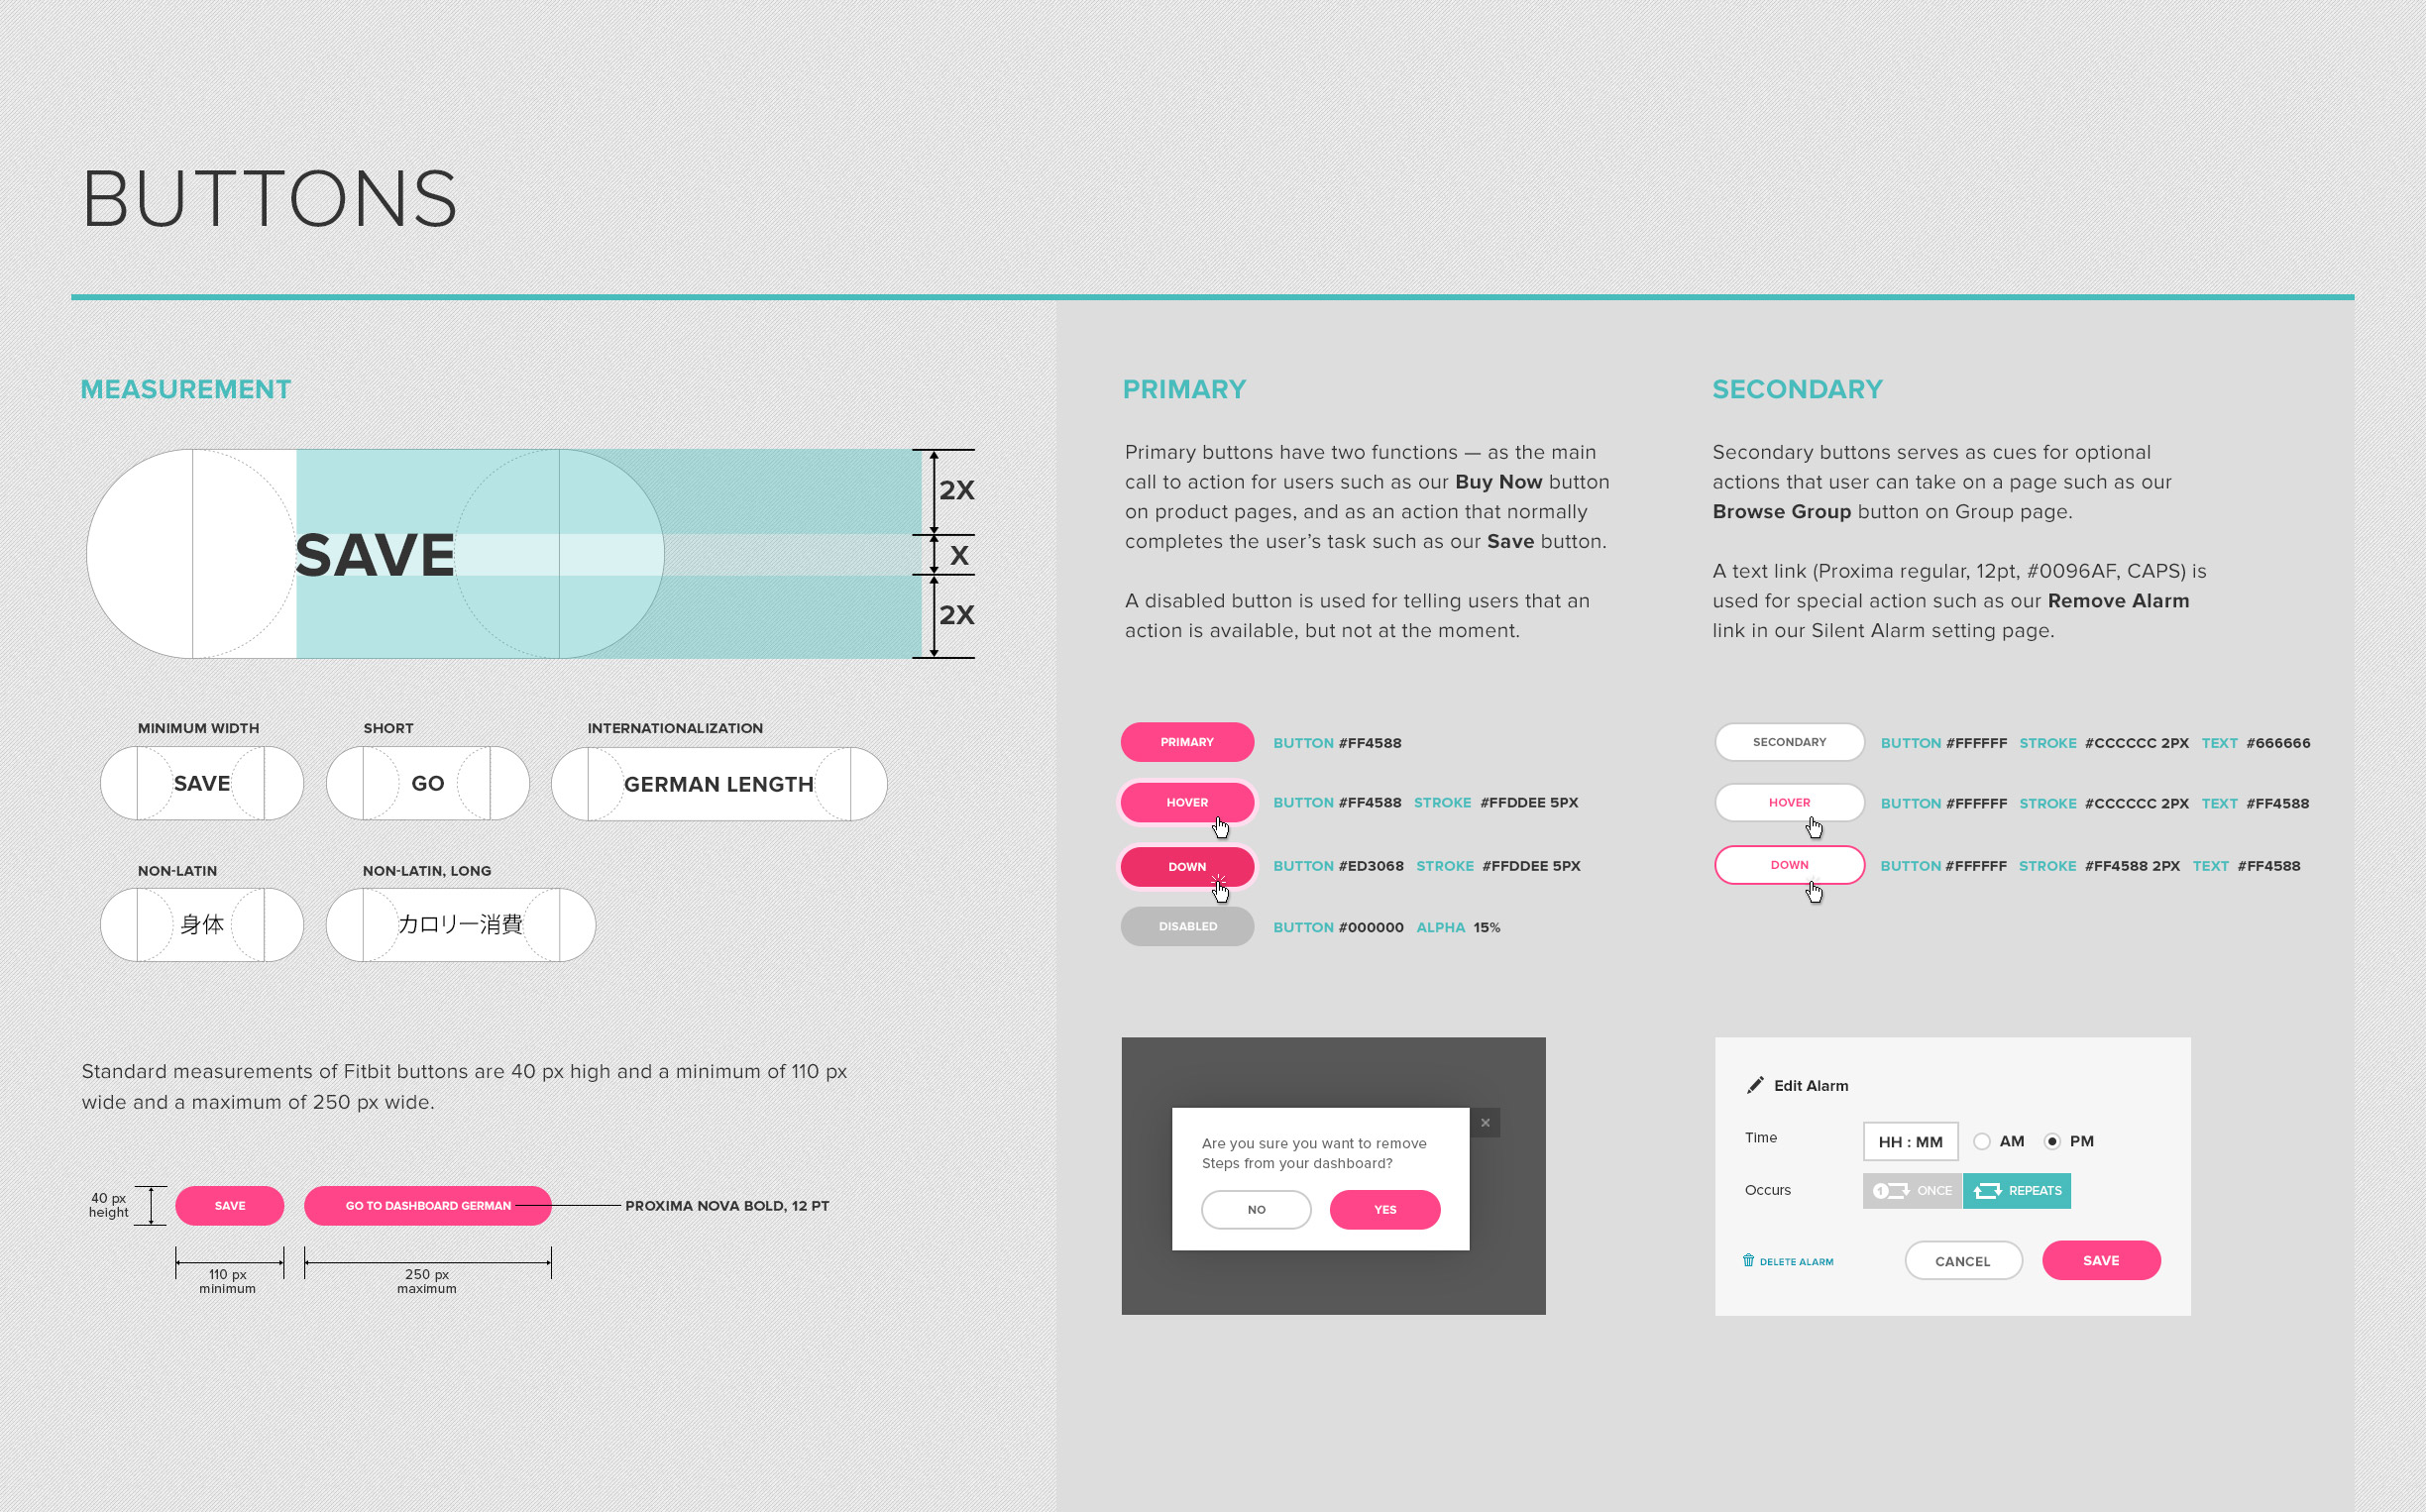 BUTTONS
MEASUREMENT
SAVE
2X
X
2X
MINIMUM WIDTH
SHORT
INTERNATIONALIZATION
SAVE
GO
GERMAN LENGTH
NON-LATIN
NON-LATIN, LONG
身体
カロリー消費
Standard measurements of Fitbit buttons are 40 px high and a minimum of 110 px
wide and a maximum of 250 px wide.
40 px
height
SAVE
GO TO DASHBOARD GERMAN
PROXIMA NOVA BOLD, 12 PT
110 px
minimum
250 px
maximum
PRIMARY
Primary buttons have two functions — as the main
call to action for users such as our Buy Now button
on product pages, and as an action that normally
completes the user’s task such as our Save button.
A disabled button is used for telling users that an
action is available, but not at the moment.
PRIMARY BUTTON #FF4588
HOVER BUTTON #FF4588 STROKE #FFDDEE 5PX
DOWN BUTTON #ED3068 STROKE #FFDDEE 5PX
DISABLED BUTTON #000000 ALPHA 15%
Are you sure you want to remove
Steps from your dashboard?
NO
YES
SECONDARY
Secondary buttons serves as cues for optional
actions that user can take on a page such as our
Browse Group button on Group page.
A text link (Proxima regular, 12pt, #0096AF, CAPS) is
used for special action such as our Remove Alarm
link in our Silent Alarm setting page.
SECONDARY BUTTON #FFFFFF STROKE #CCCCCC 2PX TEXT #666666
HOVER BUTTON #FFFFFF STROKE #CCCCCC 2PX TEXT #FF4588
DOWN BUTTON #FFFFFF STROKE #FF4588 2PX TEXT #FF4588
Edit Alarm
Time HH : MM AM PM
Occurs 1 ONCE REPEATS
DELETE ALARM CANCEL SAVE